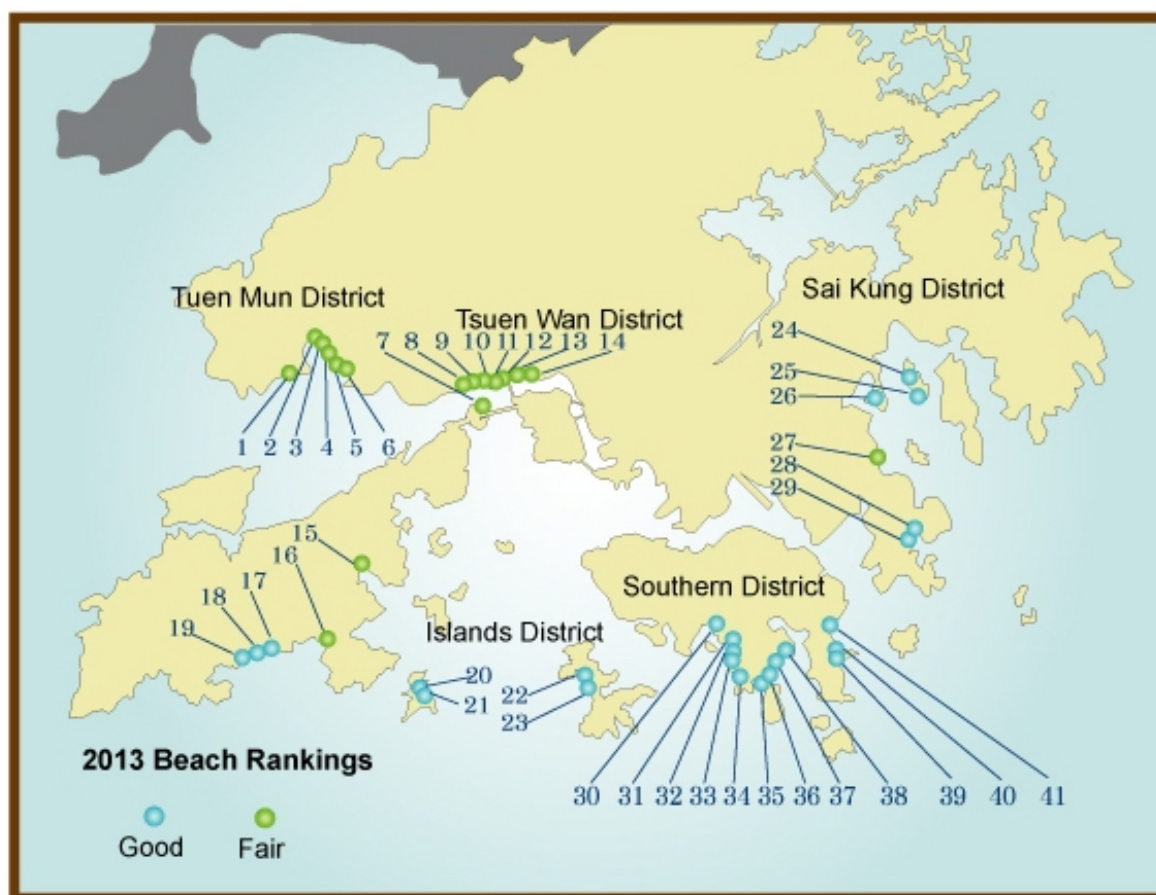 Tuen Mun District
Tsuen Wan District
Sai Kung District
7 8 9 10 11 12 13 14
24
25
26
27
28
29
1 2 3 4 5 6
15
16
17
18
19
Southern District
Islands District
20
21
22
23
30 31 32 33 34 35 36 37 38 39 40 41
2013 Beach Rankings
Good Fair